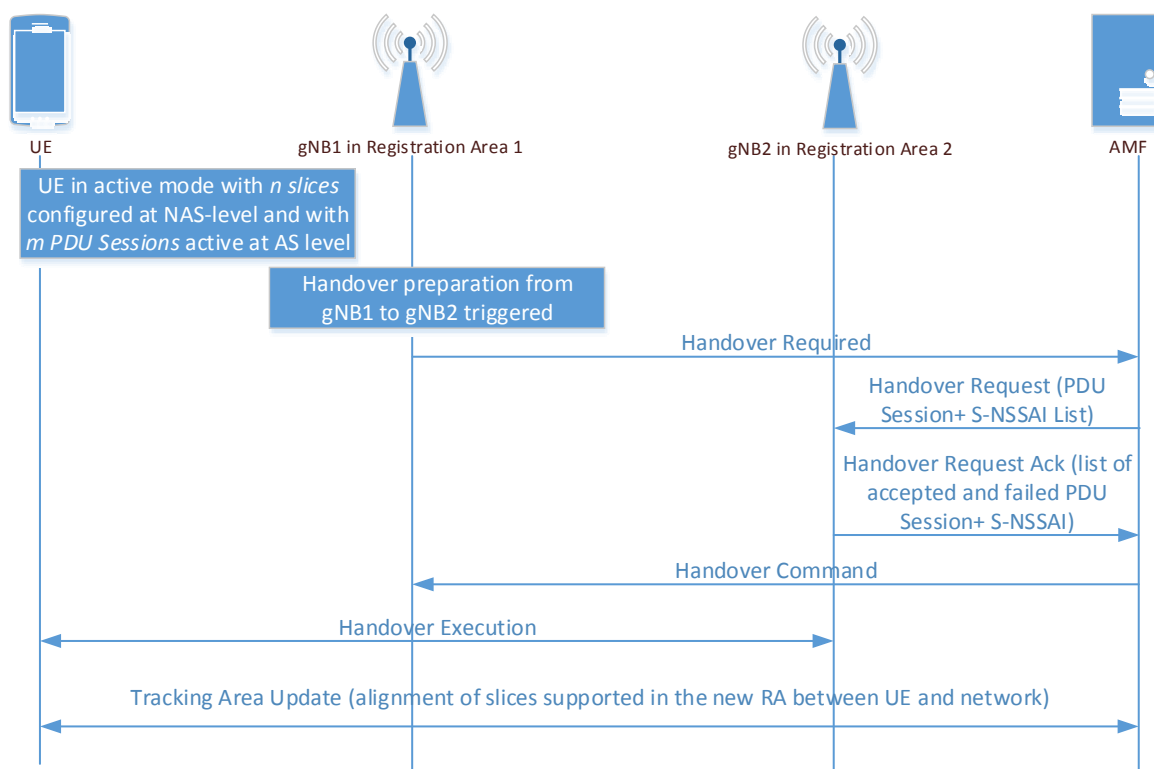 UE
gNB1 in Registration Area 1
gNB2 in Registration Area 2
AMF
UE in active mode with n slices
configured at NAS-level and with
m PDU Sessions active at AS level
Handover preparation from
gNB1 to gNB2 triggered
Handover Required
Handover Request (PDU
Session+ S-NSSAI List)
Handover Request Ack (list of
accepted and failed PDU
Session+ S-NSSAI)
Handover Command
Handover Execution
Tracking Area Update (alignment of slices supported in the new RA between UE and network)